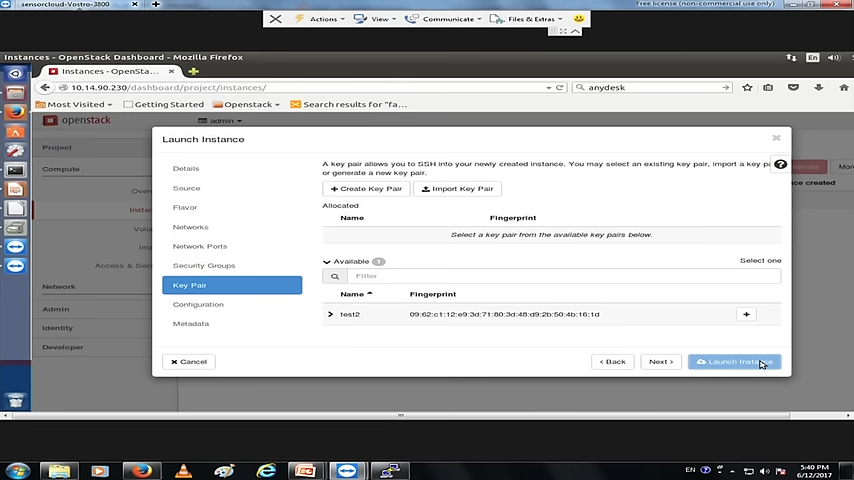 sensorcloud-Vostro-3800
Free license (non-commercial use only)
Actions
View
Communicate
Files & Extras
Instances - OpenStack Dashboard - Mozilla Firefox
En
Instances - OpenSta...
10.14.90.230/dashboard/project/instances/
anydesk
Most Visited
Getting Started
Openstack
Search results for "fa...
openstack
admin
Launch Instance
Project
Details
A key pair allows you to SSH into your newly created instance. You may select an existing key pair, import a key pa
or generate a new key pair.
Compute
Source
Create Key Pair
Import Key Pair
Flavor
Allocated
Name
Fingerprint
Networks
Select a key pair from the available key pairs below.
Network Ports
Security Groups
Available 1
Select one
Access & Sec
Key Pair
Filter
Network
Name
Fingerprint
Configuration
Admin
test2
09:62:c1:12:e9:3d:71:80:3d:48:d9:2b:50:4b:16:1d
Metadata
Identity
Developer
Cancel
< Back
Next >
Launch Instance
EN
5:40 PM
6/12/2017